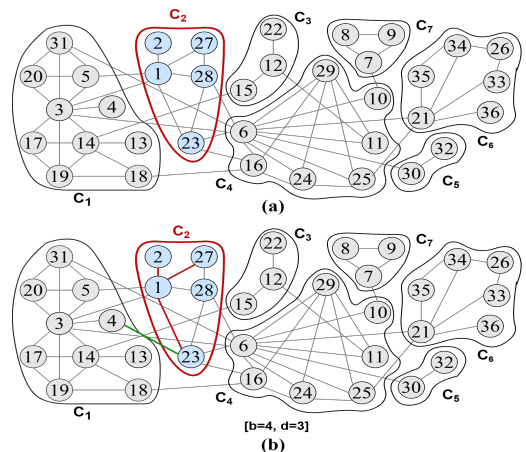 C2
C3
C7
31 2 27 22 8 9 34 26
20 5 1 28 12 29 7 35 33
3 4 15 10 36
17 14 13 23 6 11 21 32
19 18 16 24 25 30
C1 C4 C5 C6
(a)
C2
C3
C7
31 2 27 22 8 9 34 26
20 5 1 28 12 29 7 35 33
3 4 15 10 36
17 14 13 23 6 11 21 32
19 18 16 24 25 30
C1 C4 C5 C6
[b=4, d=3]
(b)